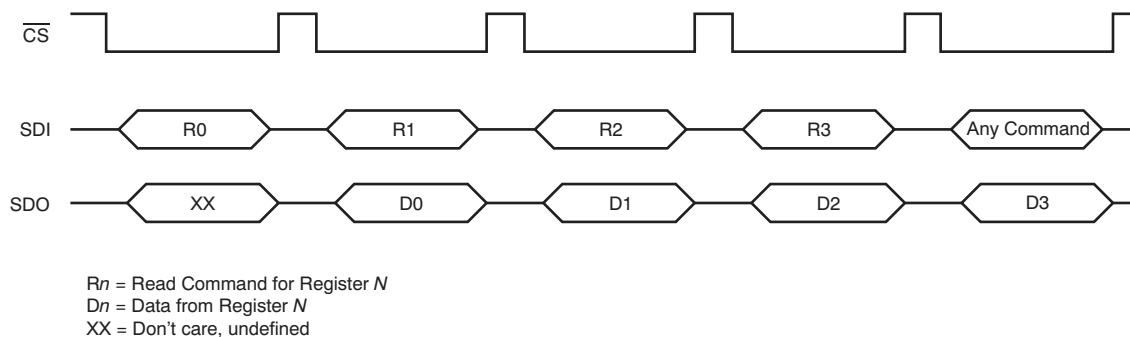 CS
SDI R0 R1 R2 R3 Any Command
SDO XX D0 D1 D2 D3
Rn = Read Command for Register N
Dn = Data from Register N
XX = Don't care, undefined